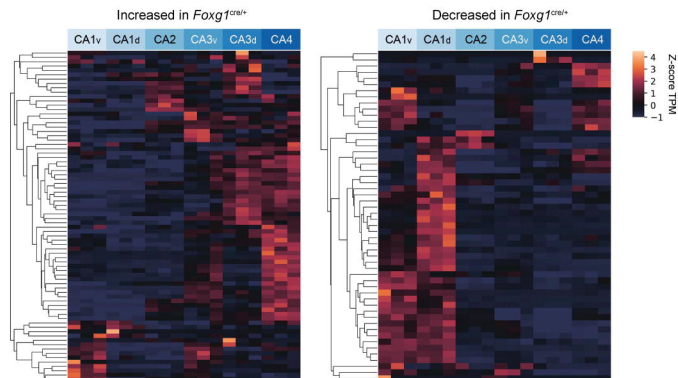 Increased in Foxg1cre/+
CA1v CA1d CA2 CA3v CA3d CA4
Decreased in Foxg1cre/+
CA1v CA1d CA2 CA3v CA3d CA4
4
3
2
1
0
−1
Z-score TPM